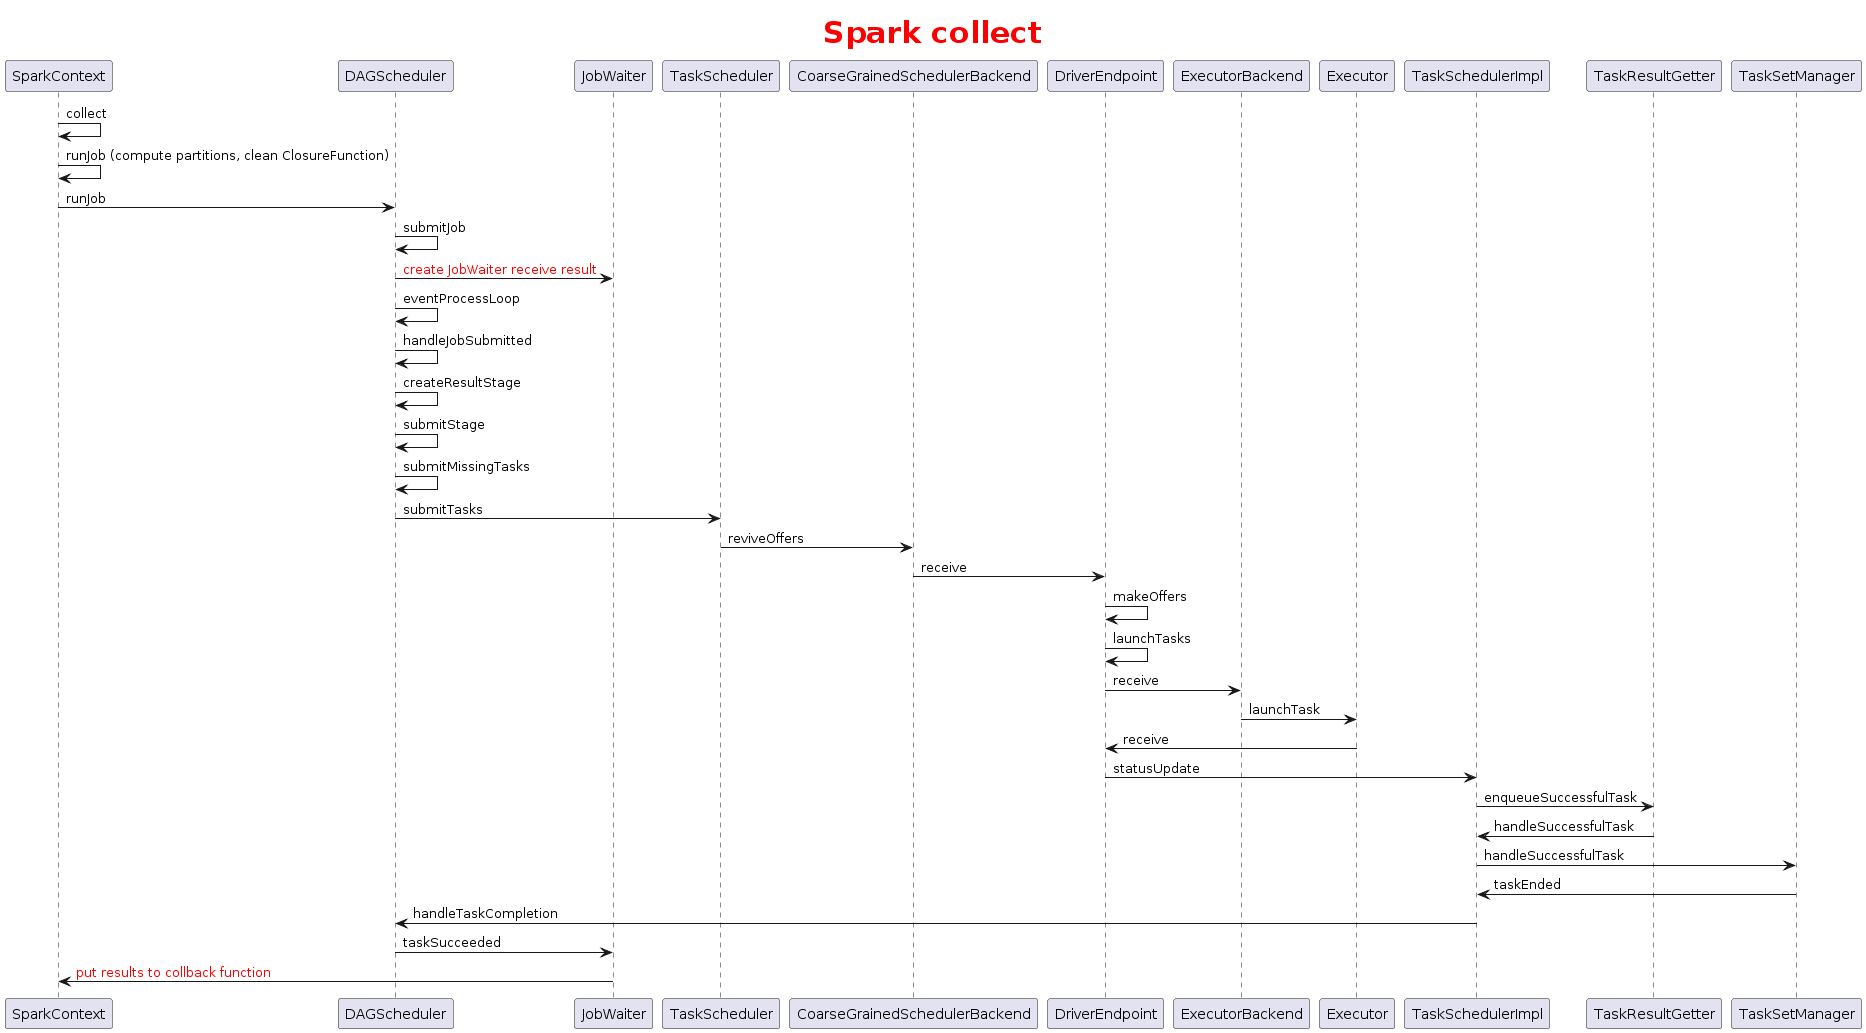 Spark collect
SparkContext DAGScheduler JobWaiter TaskScheduler CoarseGrainedSchedulerBackend DriverEndpoint ExecutorBackend Executor TaskSchedulerImpl TaskResultGetter TaskSetManager
collect
runJob (compute partitions, clean ClosureFunction)
runJob
submitJob
create JobWaiter receive result
eventProcessLoop
handleJobSubmitted
createResultStage
submitStage
submitMissingTasks
submitTasks
reviveOffers
receive
makeOffers
launchTasks
receive
launchTask
receive
statusUpdate
enqueueSuccessfulTask
handleSuccessfulTask
handleSuccessfulTask
taskEnded
handleTaskCompletion
taskSucceeded
put results to collback function
SparkContext DAGScheduler JobWaiter TaskScheduler CoarseGrainedSchedulerBackend DriverEndpoint ExecutorBackend Executor TaskSchedulerImpl TaskResultGetter TaskSetManager